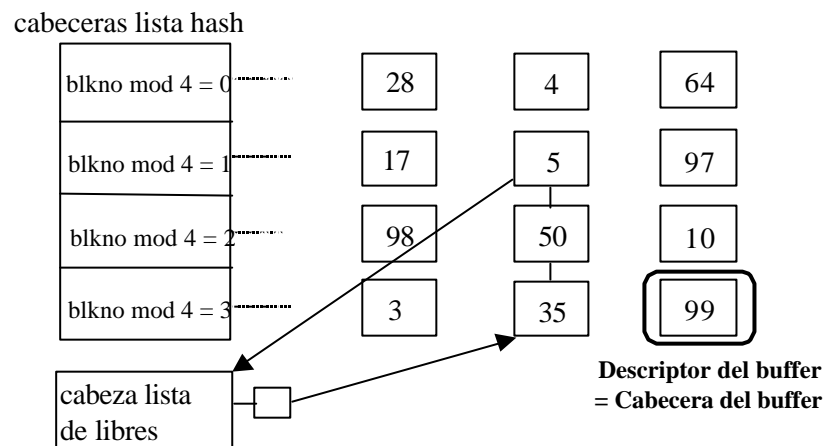 cabeceras lista hash
blkno mod 4 = 0 28 4 64
blkno mod 4 = 1 17 5 97
blkno mod 4 = 2 98 50 10
blkno mod 4 = 3 3 35 99
Descriptor del buffer
= Cabecera del buffer
cabeza lista
de libres